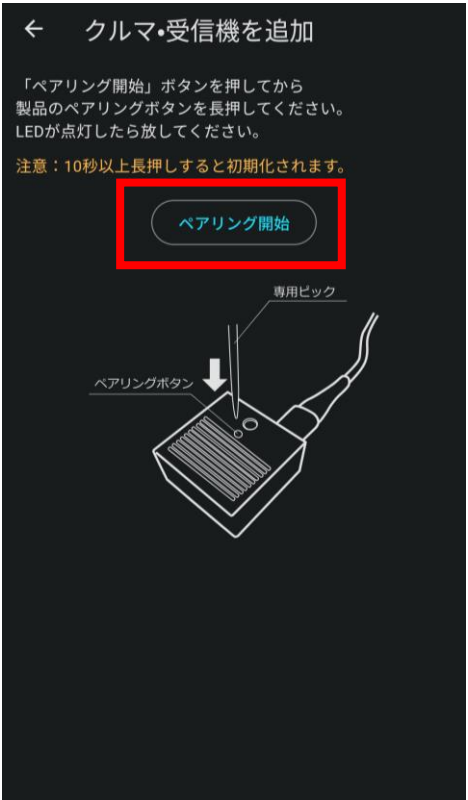 クルマ•受信機を追加
「ペアリング開始」ボタンを押してから
製品のペアリングボタンを長押してください。
LEDが点灯したら放してください。
注意：10秒以上長押しすると初期化されます。
ペアリング開始
専用ピック
ペアリングボタン